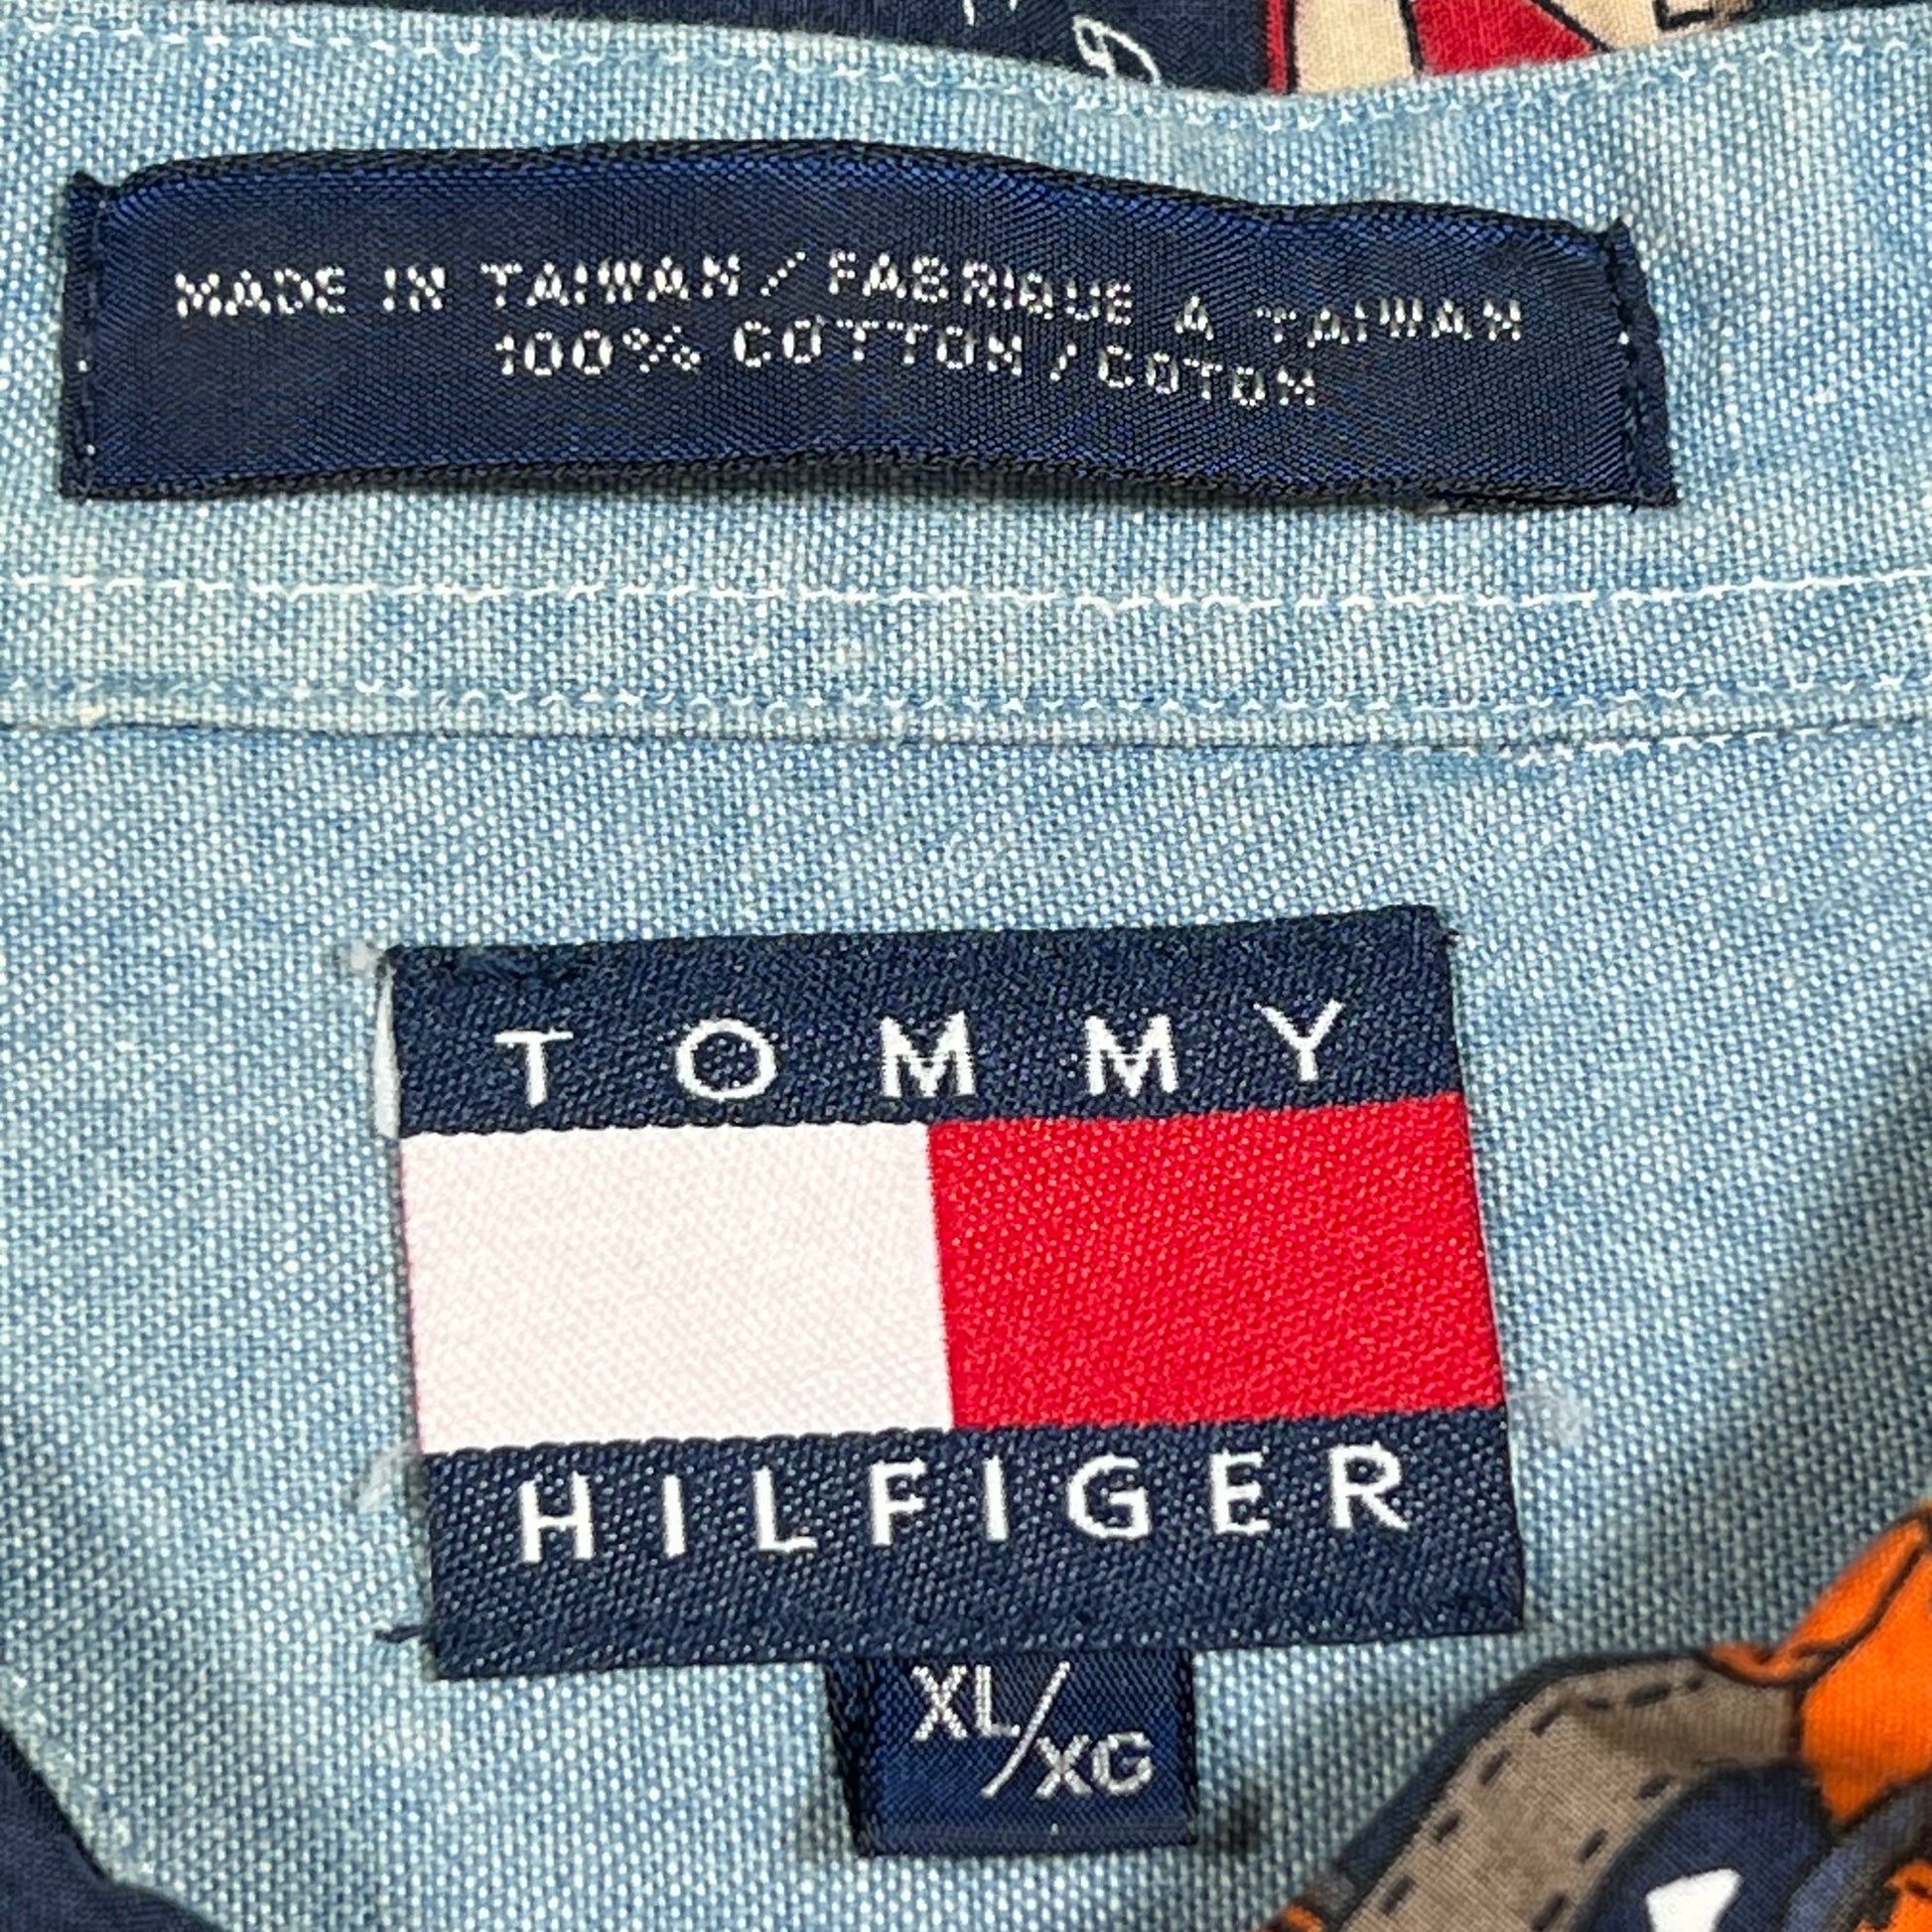 MADE IN TAIWAN / FABRIQUE A TAIWAN
100% COTTON / COTON
TOMMY
HILFIGER
XL/XG